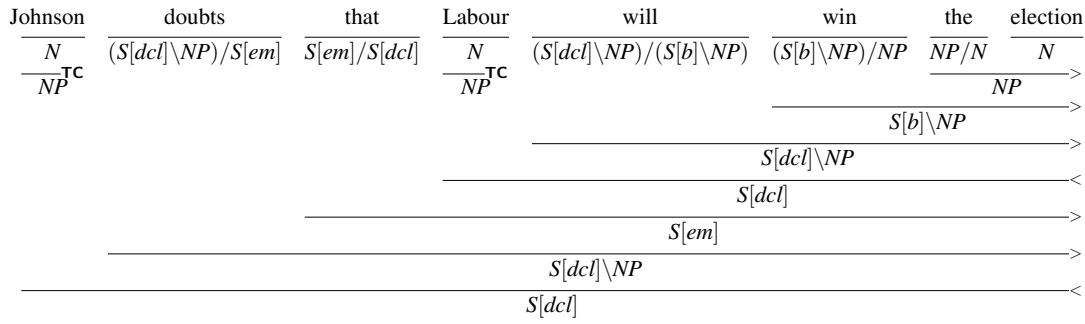 Johnson doubts that Labour will win the election
N (S[dcl]\NP)/S[em] S[em]/S[dcl] N (S[dcl]\NP)/(S[b]\NP) (S[b]\NP)/NP NP/N N
TC TC >
NP NP NP
>
S[b]\NP
>
S[dcl]\NP
<
S[dcl]
>
S[em]
>
S[dcl]\NP
<
S[dcl]